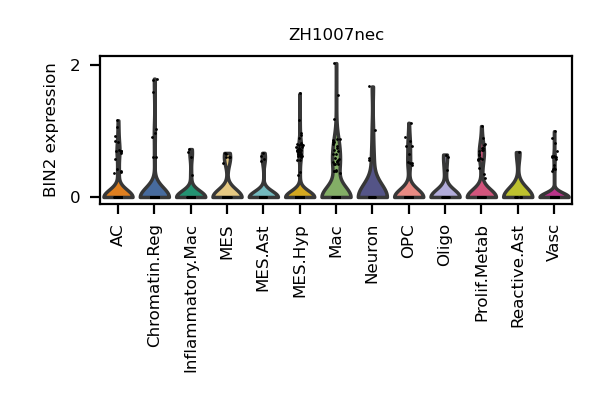 ZH1007nec
BIN2 expression
2
0
AC
Chromatin.Reg
Inflammatory.Mac
MES
MES.Ast
MES.Hyp
Mac
Neuron
OPC
Oligo
Prolif.Metab
Reactive.Ast
Vasc